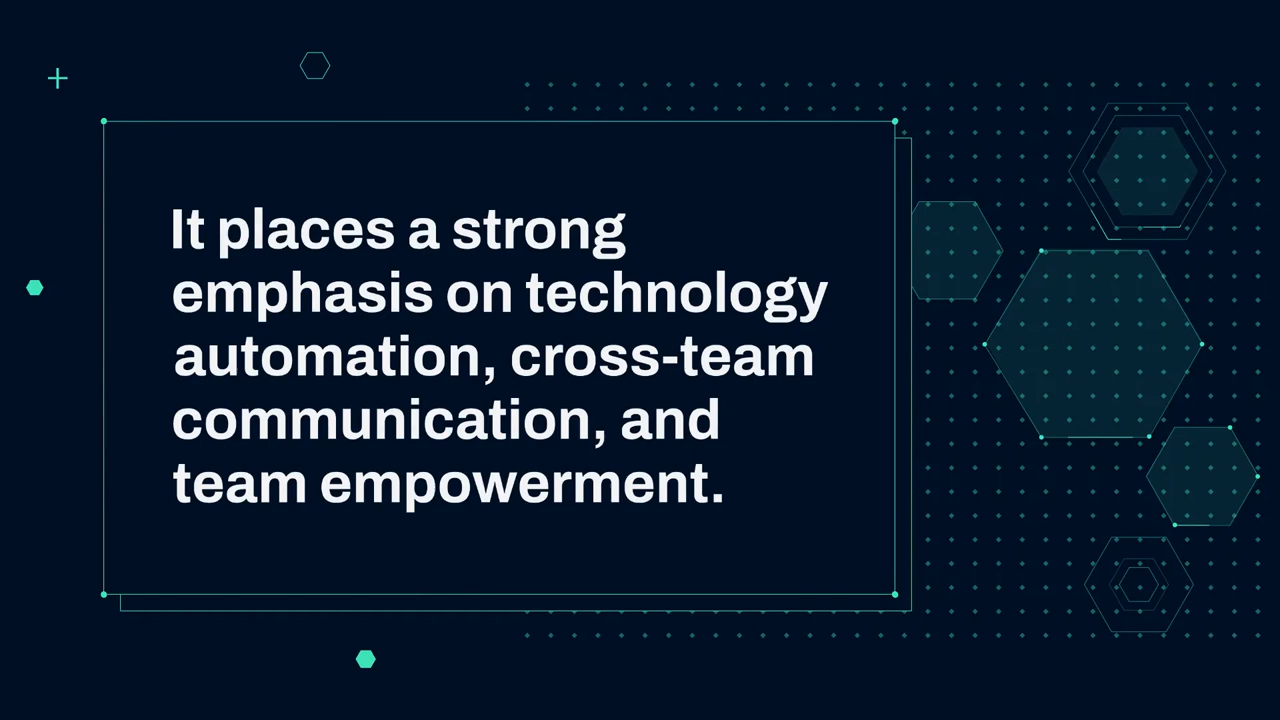 It places a strong
emphasis on technology
automation, cross-team
communication, and
team empowerment.